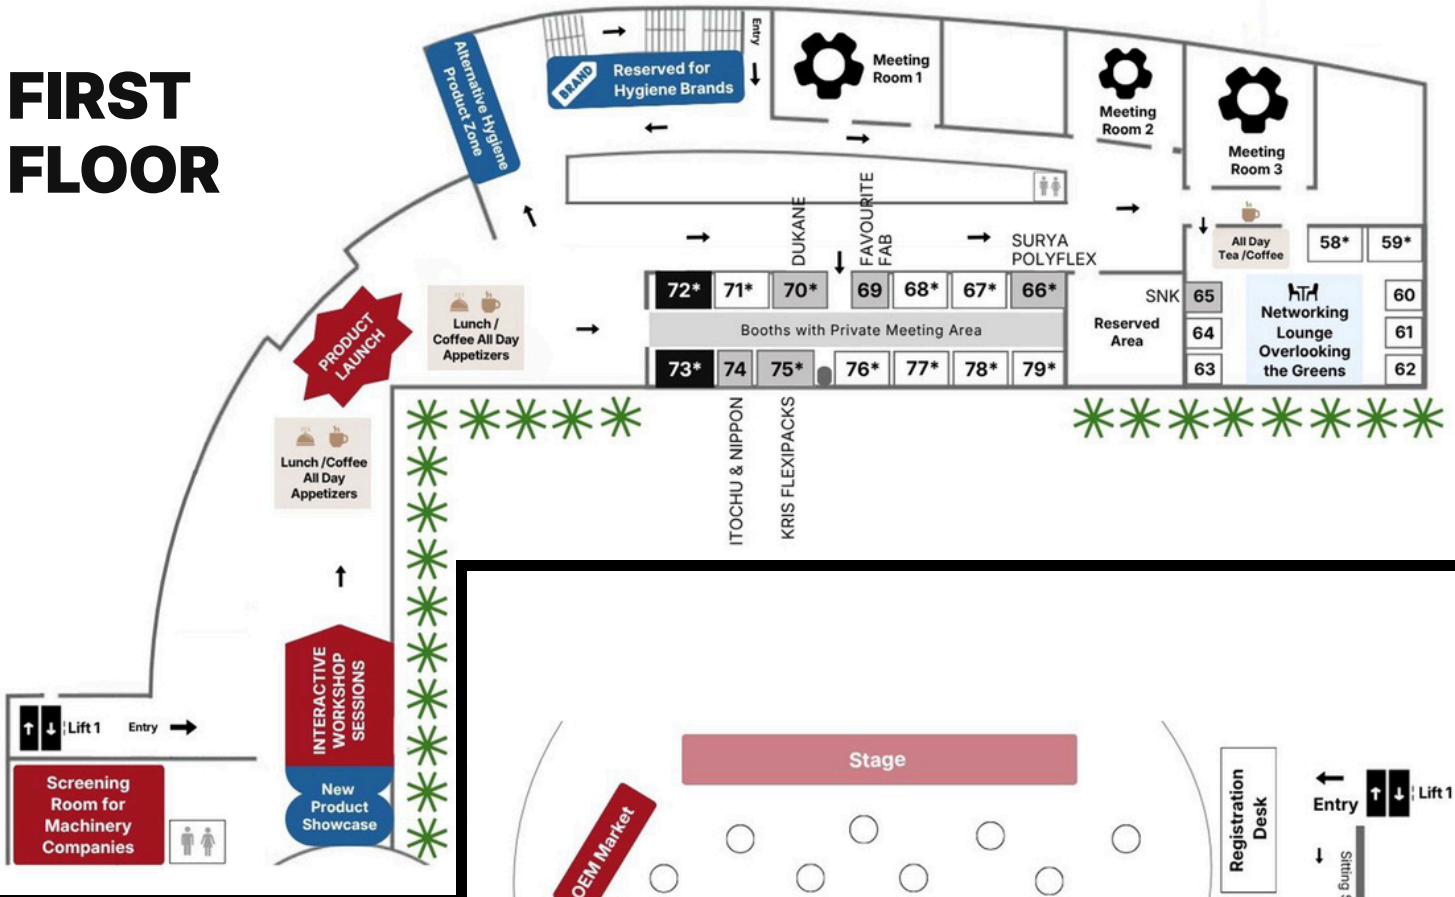 FIRST
FLOOR
Alternative Hygiene
Product Zone
BRAND
Reserved for
Hygiene Brands
Entry
Meeting
Room 1
Meeting
Room 2
Meeting
Room 3
All Day
Tea /Coffee
DUKANE
FAVOURITE
FAB
SURYA
POLYFLEX
72*
71*
70*
69
68*
67*
66*
Booths with Private Meeting Area
73*
74
75*
76*
77*
78*
79*
ITOCHU & NIPPON
KRIS FLEXIPACKS
Reserved
Area
SNK
65
64
63
58*
59*
60
61
62
Networking
Lounge
Overlooking
the Greens
PRODUCT
LAUNCH
Lunch /
Coffee All Day
Appetizers
Lunch /Coffee
All Day
Appetizers
INTERACTIVE
WORKSHOP
SESSIONS
New
Product
Showcase
Lift 1
Entry
Screening
Room for
Machinery
Companies
Stage
OEM Market
Registration
Desk
Entry
Lift 1
Sitting